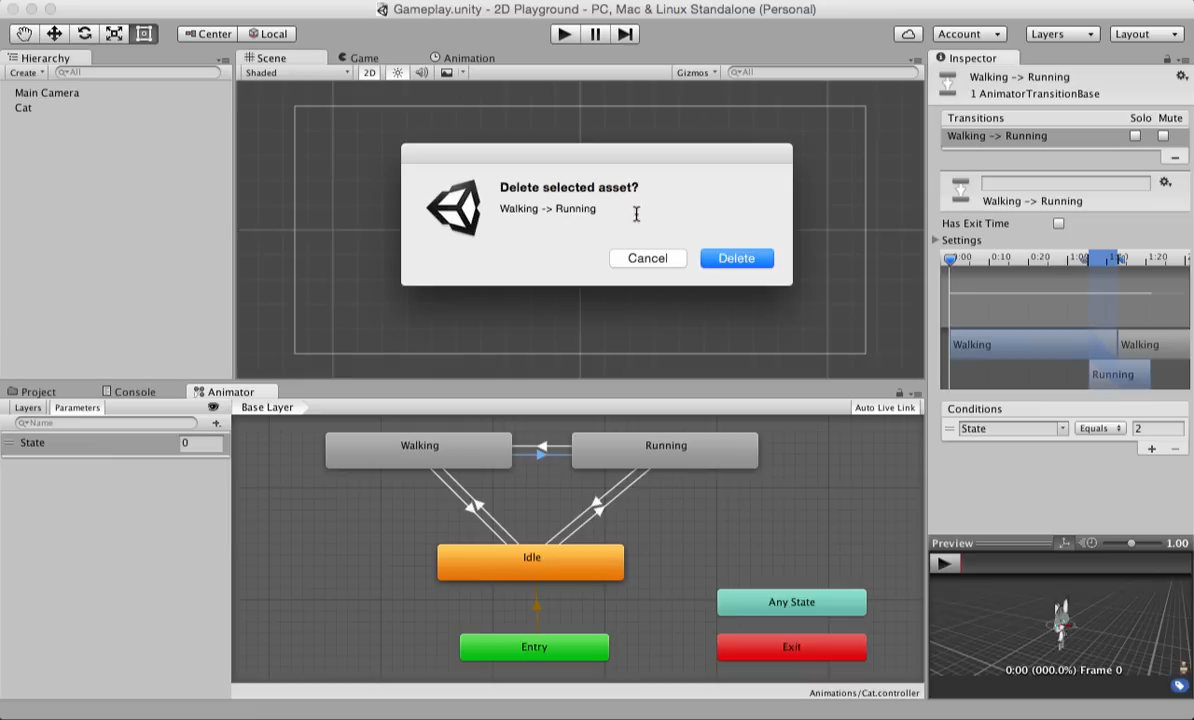 Gameplay.unity - 2D Playground - PC, Mac & Linux Standalone (Personal)
Center Local
Account Layers Layout
Hierarchy
Create All
Main Camera
Cat
Scene Game Animation
Shaded 2D Gizmos All
Delete selected asset?
Walking -> Running
Cancel Delete
Inspector
Walking -> Running
1 AnimatorTransitionBase
Transitions Solo Mute
Walking -> Running
Walking -> Running
Has Exit Time
Settings
0:10 0:20 1:20
Walking Walking
Running
Conditions
State Equals 2
Preview 1.00
0:00 (000.0%) Frame 0
Project Console Animator
Layers Parameters Base Layer Auto Live Link
Name
State 0
Walking Running
Idle
Any State
Entry Exit
Animations/Cat.controller